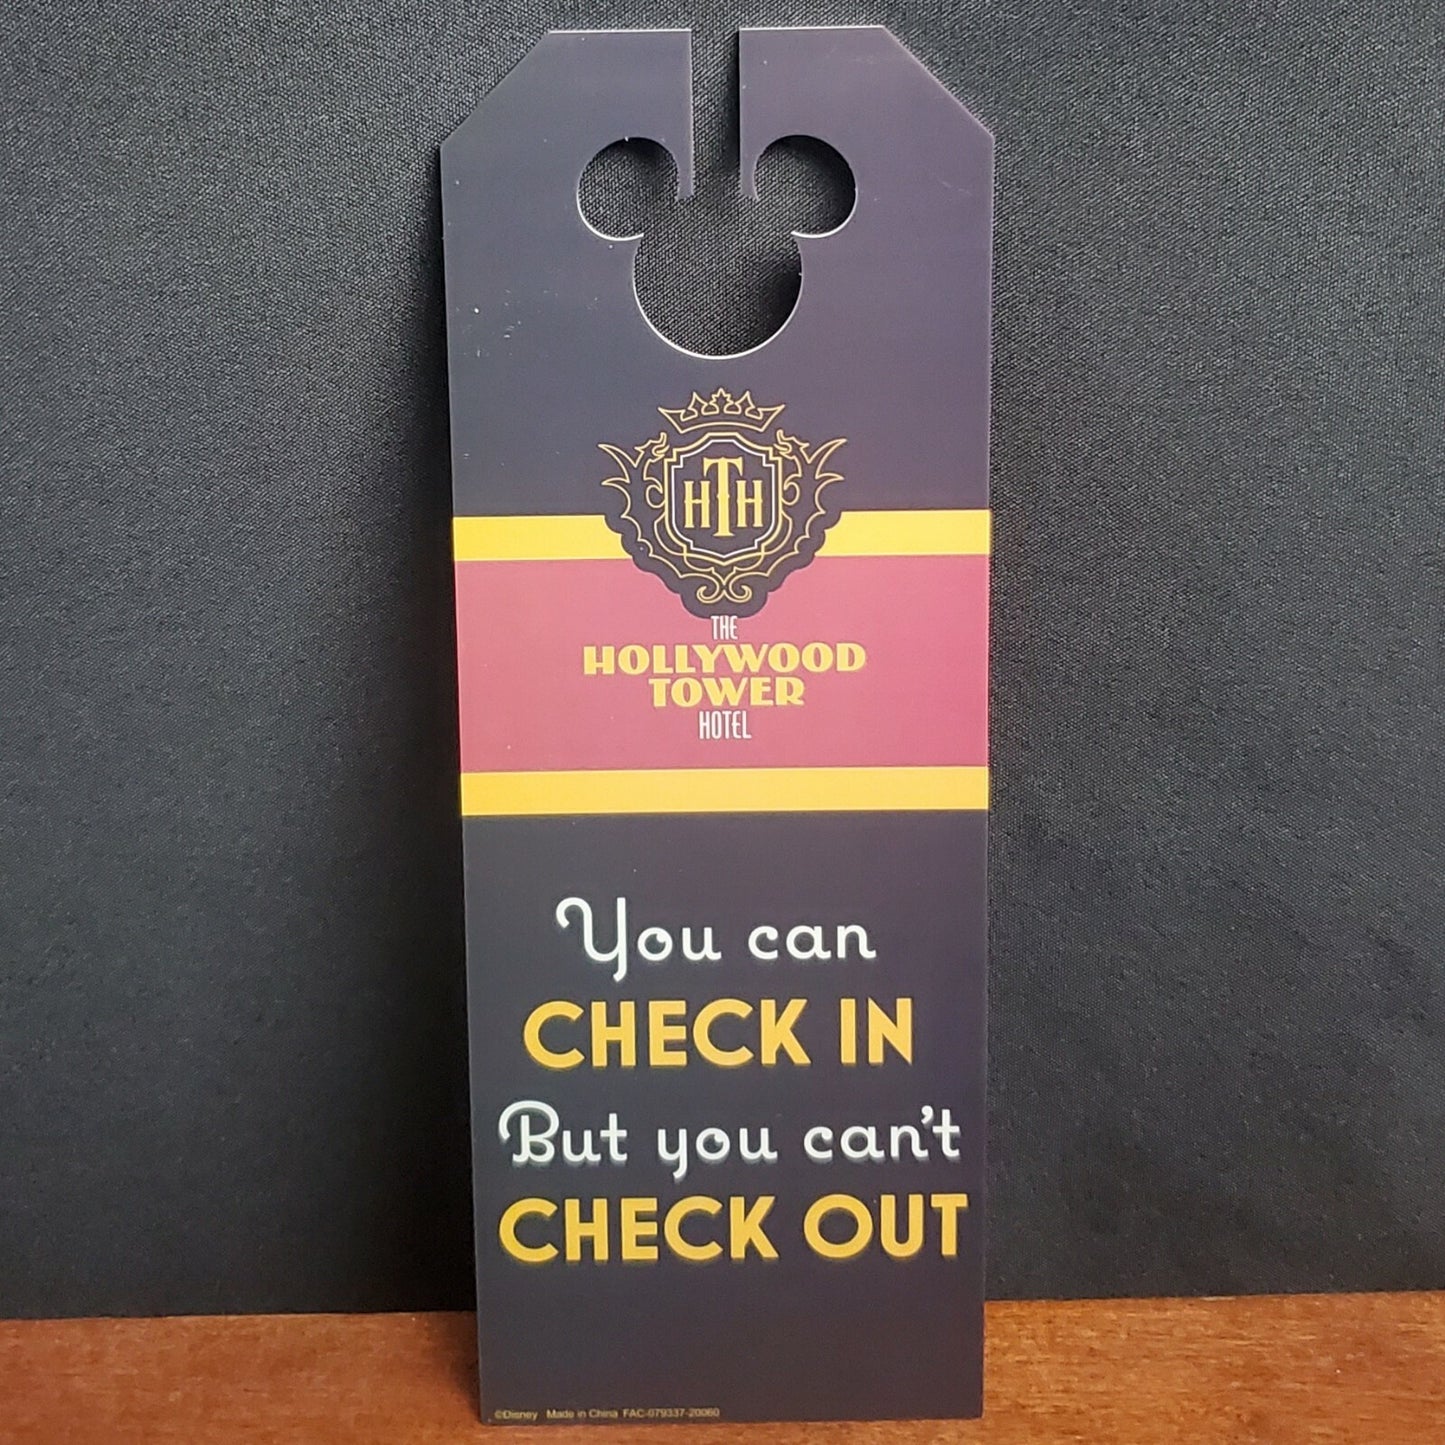 HTH
THE
HOLLYWOOD
TOWER
HOTEL
You can
CHECK IN
But you can't
CHECK OUT
©Disney Made in China FAC-079337-20060